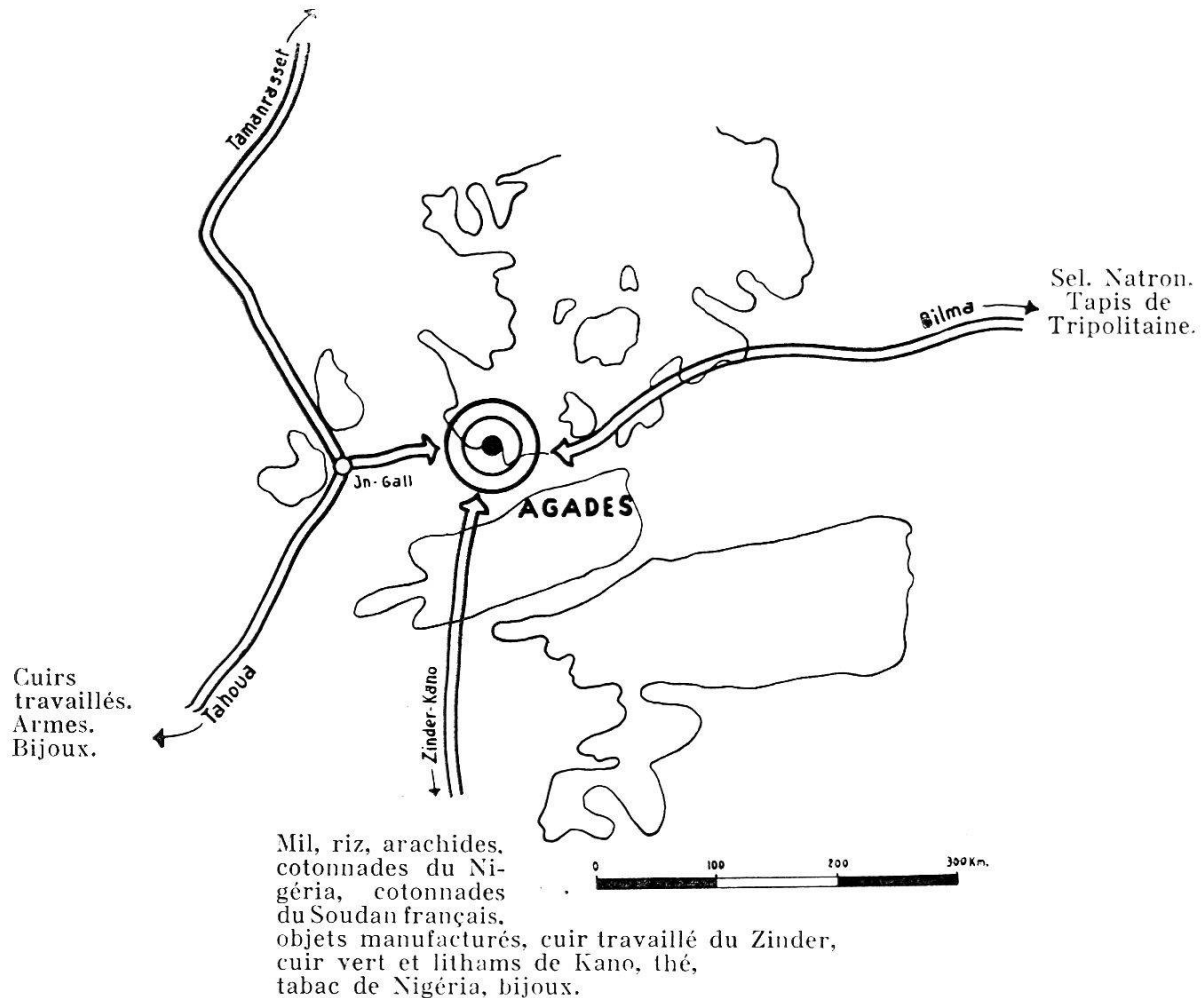 Tamanrasset
Sel. Natron.
Tapis de
Tripolitaine.
Bilma
Jn-Gall
AGADES
Cuirs
travaillés.
Armes.
Bijoux.
Tahoua
Zinder-Kano
Mil, riz, arachides,
cotonnades du Ni-
géria, cotonnades
du Soudan français,
objets manufacturés, cuir travaillé du Zinder,
cuir vert et lithams de Kano, thé,
tabac de Nigéria, bijoux.
0 100 200 300 Km.